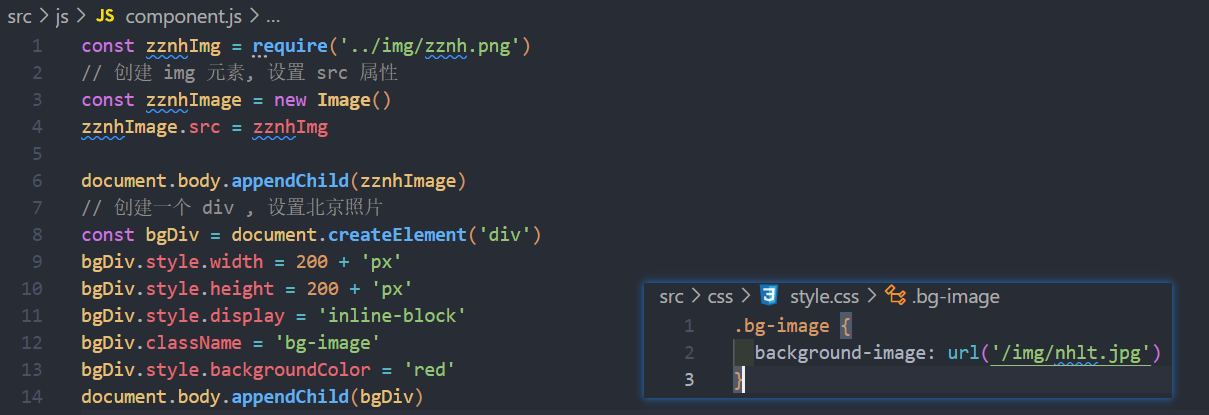 src > js > JS component.js > ...
1 const zznhImg = require('../img/zznh.png')
2 // 创建 img 元素, 设置 src 属性
3 const zznhImage = new Image()
4 zznhImage.src = zznhImg
5
6 document.body.appendChild(zznhImage)
7 // 创建一个 div , 设置北京照片
8 const bgDiv = document.createElement('div')
9 bgDiv.style.width = 200 + 'px'
10 bgDiv.style.height = 200 + 'px'
11 bgDiv.style.display = 'inline-block'
12 bgDiv.className = 'bg-image'
13 bgDiv.style.backgroundColor = 'red'
14 document.body.appendChild(bgDiv)
src > css > style.css > .bg-image
1 .bg-image {
2 background-image: url('/img/nhlt.jpg')
3 }